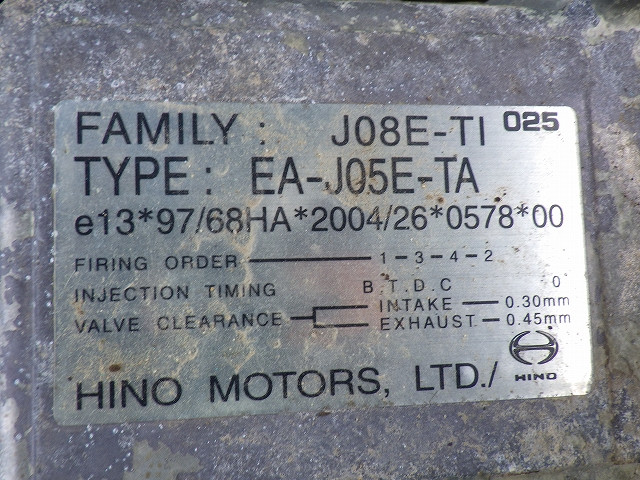 FAMILY : J08E-TI 025
TYPE : EA-J05E-TA
e13*97/68HA*2004/26*0578*00
FIRING ORDER 1-3-4-2
INJECTION TIMING B.T.D.C 0
VALVE CLEARANCE INTAKE 0.30mm
EXHAUST 0.45mm
HINO MOTORS, LTD./
HINO